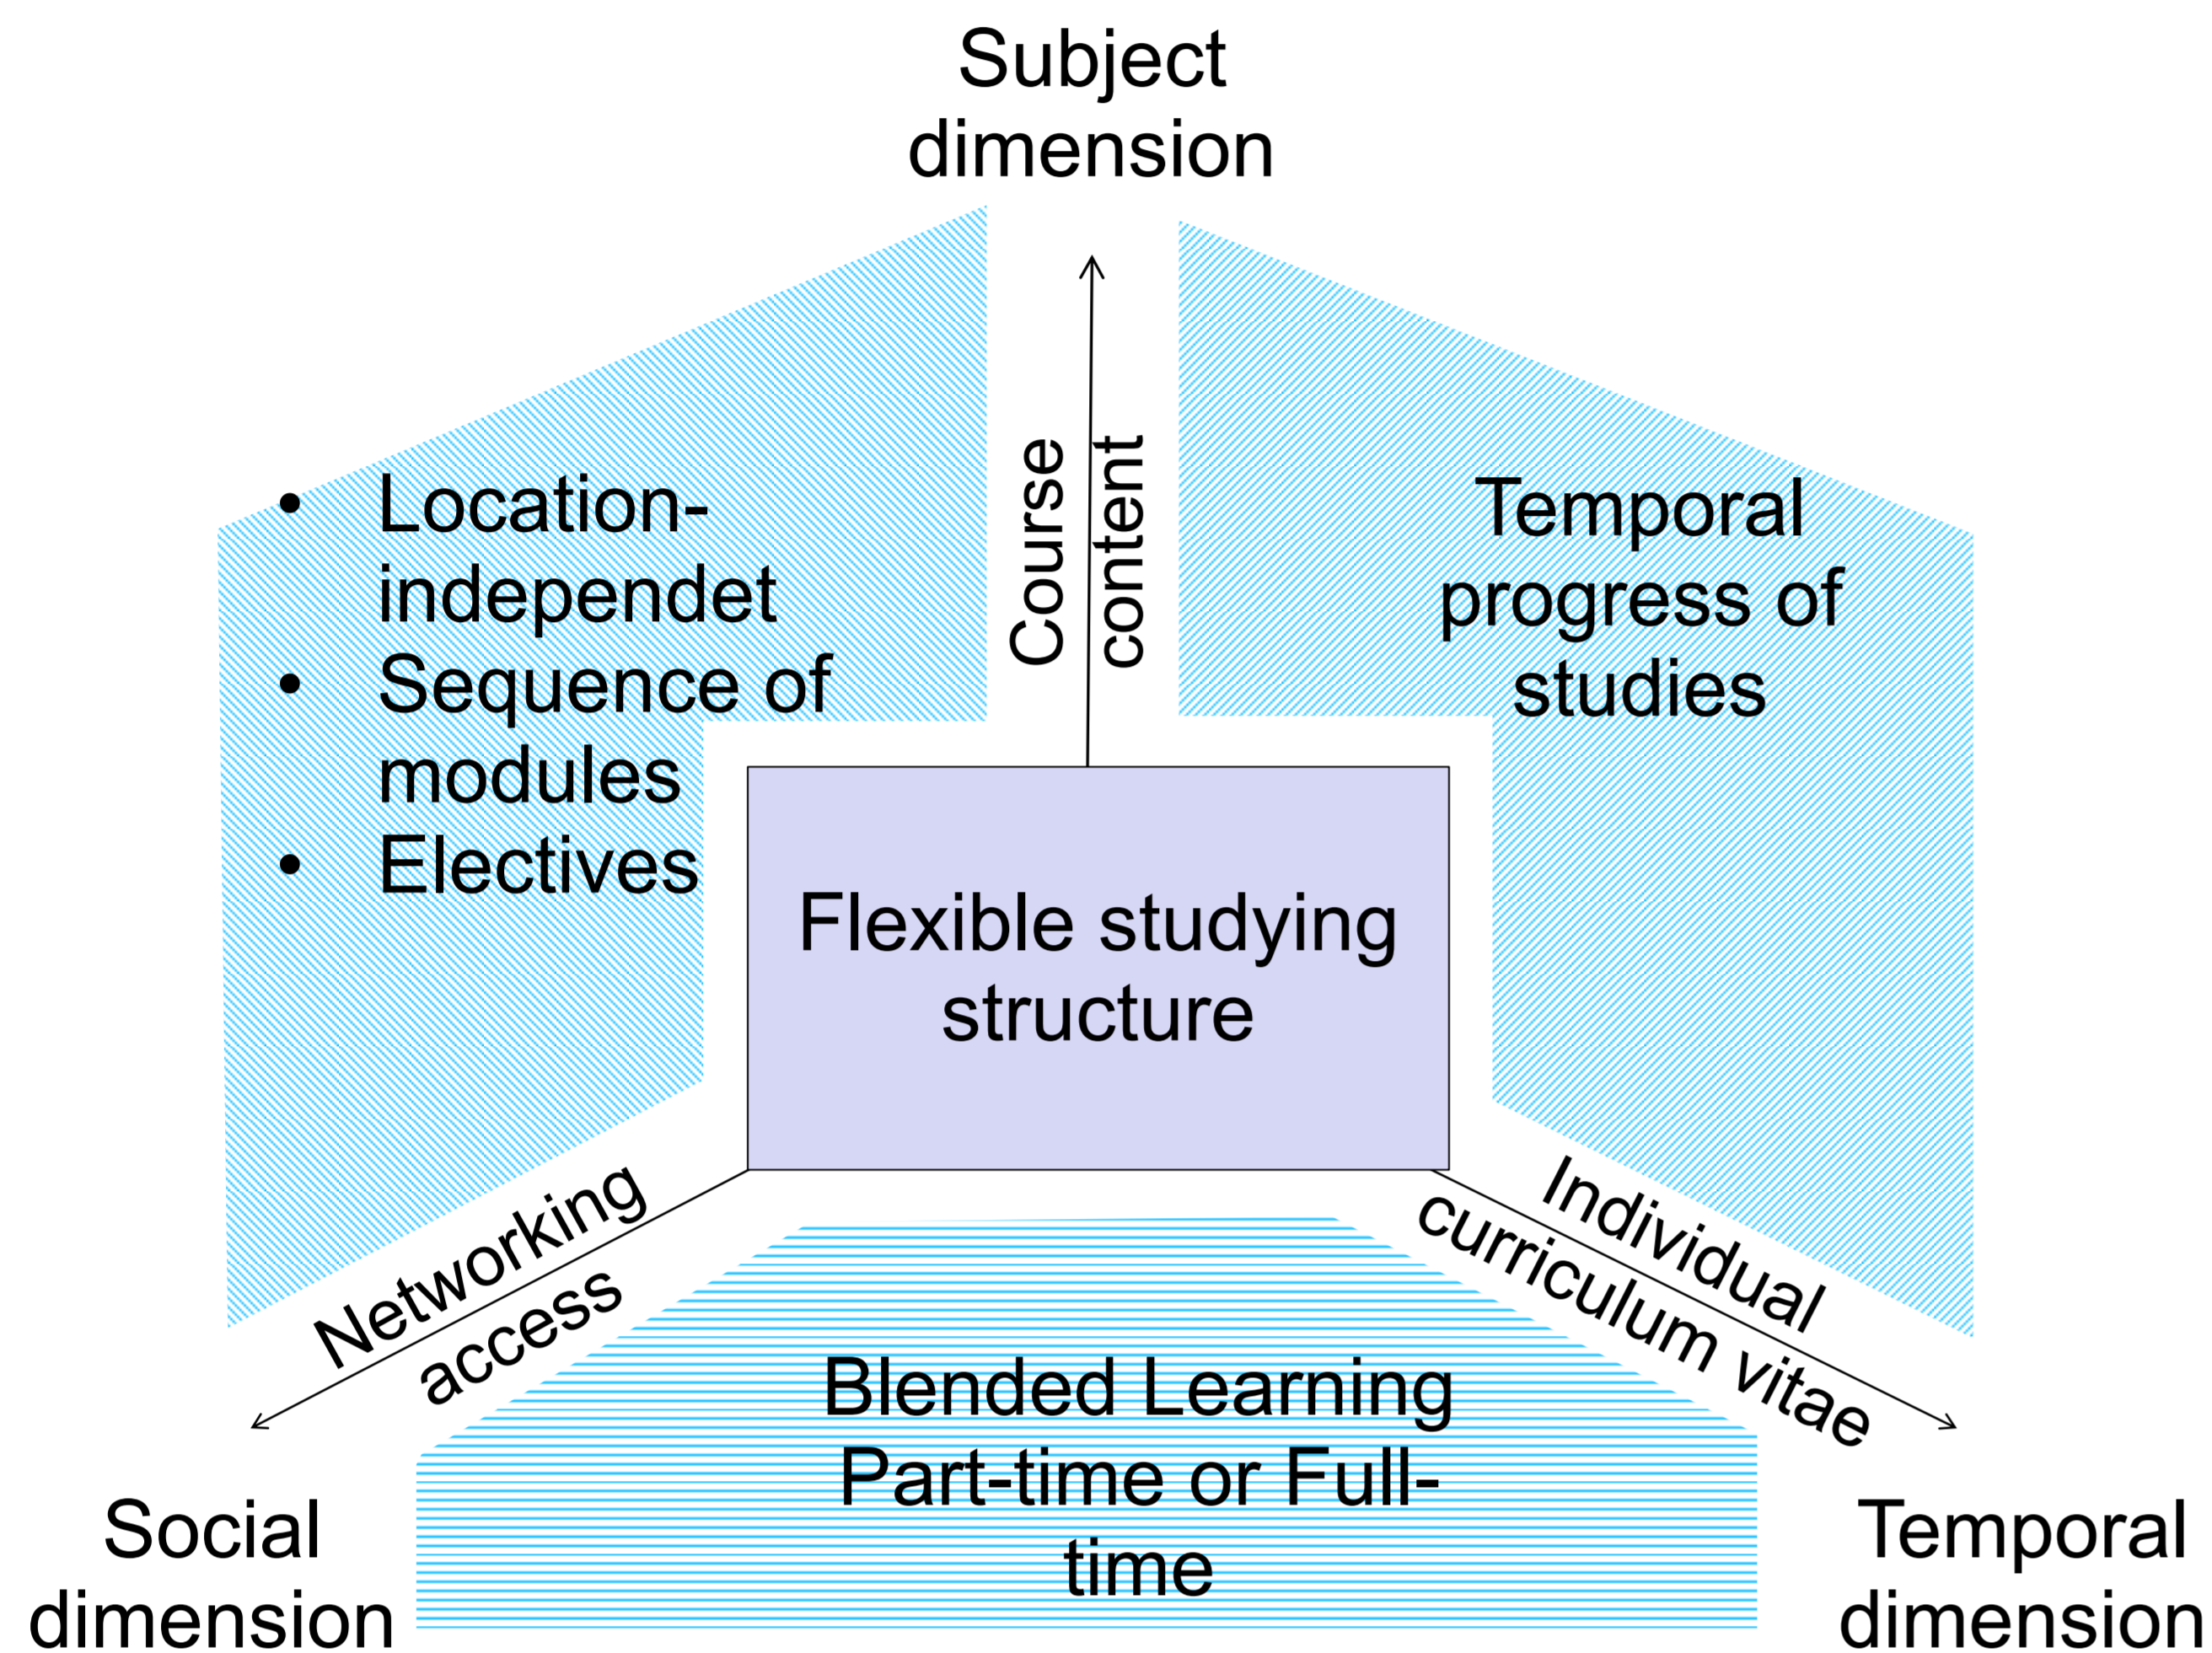 Subject
dimension
Course
content
• Location-
independet
• Sequence of
modules
• Electives
Temporal
progress of
studies
Flexible studying
structure
Networking
access
Individual
curriculum vitae
Blended Learning
Part-time or Full-
time
Social
dimension
Temporal
dimension